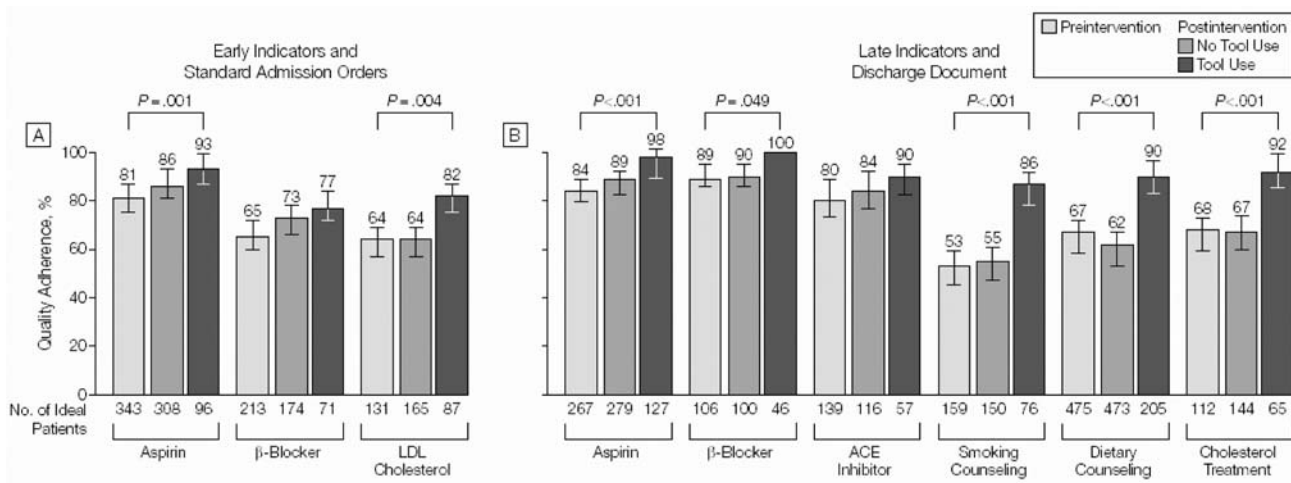 Preintervention
Postintervention
No Tool Use
Tool Use
Early Indicators and
Standard Admission Orders
Late Indicators and
Discharge Document
P=.001
P=.004
P<.001
P=.049
P<.001
P<.001
P<.001
A
B
Quality Adherence, %
100
80
60
40
20
0
81 86 93
65 73 77
64 64 82
84 89 98
89 90 100
80 84 90
53 55 86
67 62 90
68 67 92
No. of Ideal
Patients
343 308 96 213 174 71 131 165 87
267 279 127 106 100 46 139 116 57 159 150 76 475 473 205 112 144 65
Aspirin
β-Blocker
LDL
Cholesterol
Aspirin
β-Blocker
ACE
Inhibitor
Smoking
Counseling
Dietary
Counseling
Cholesterol
Treatment